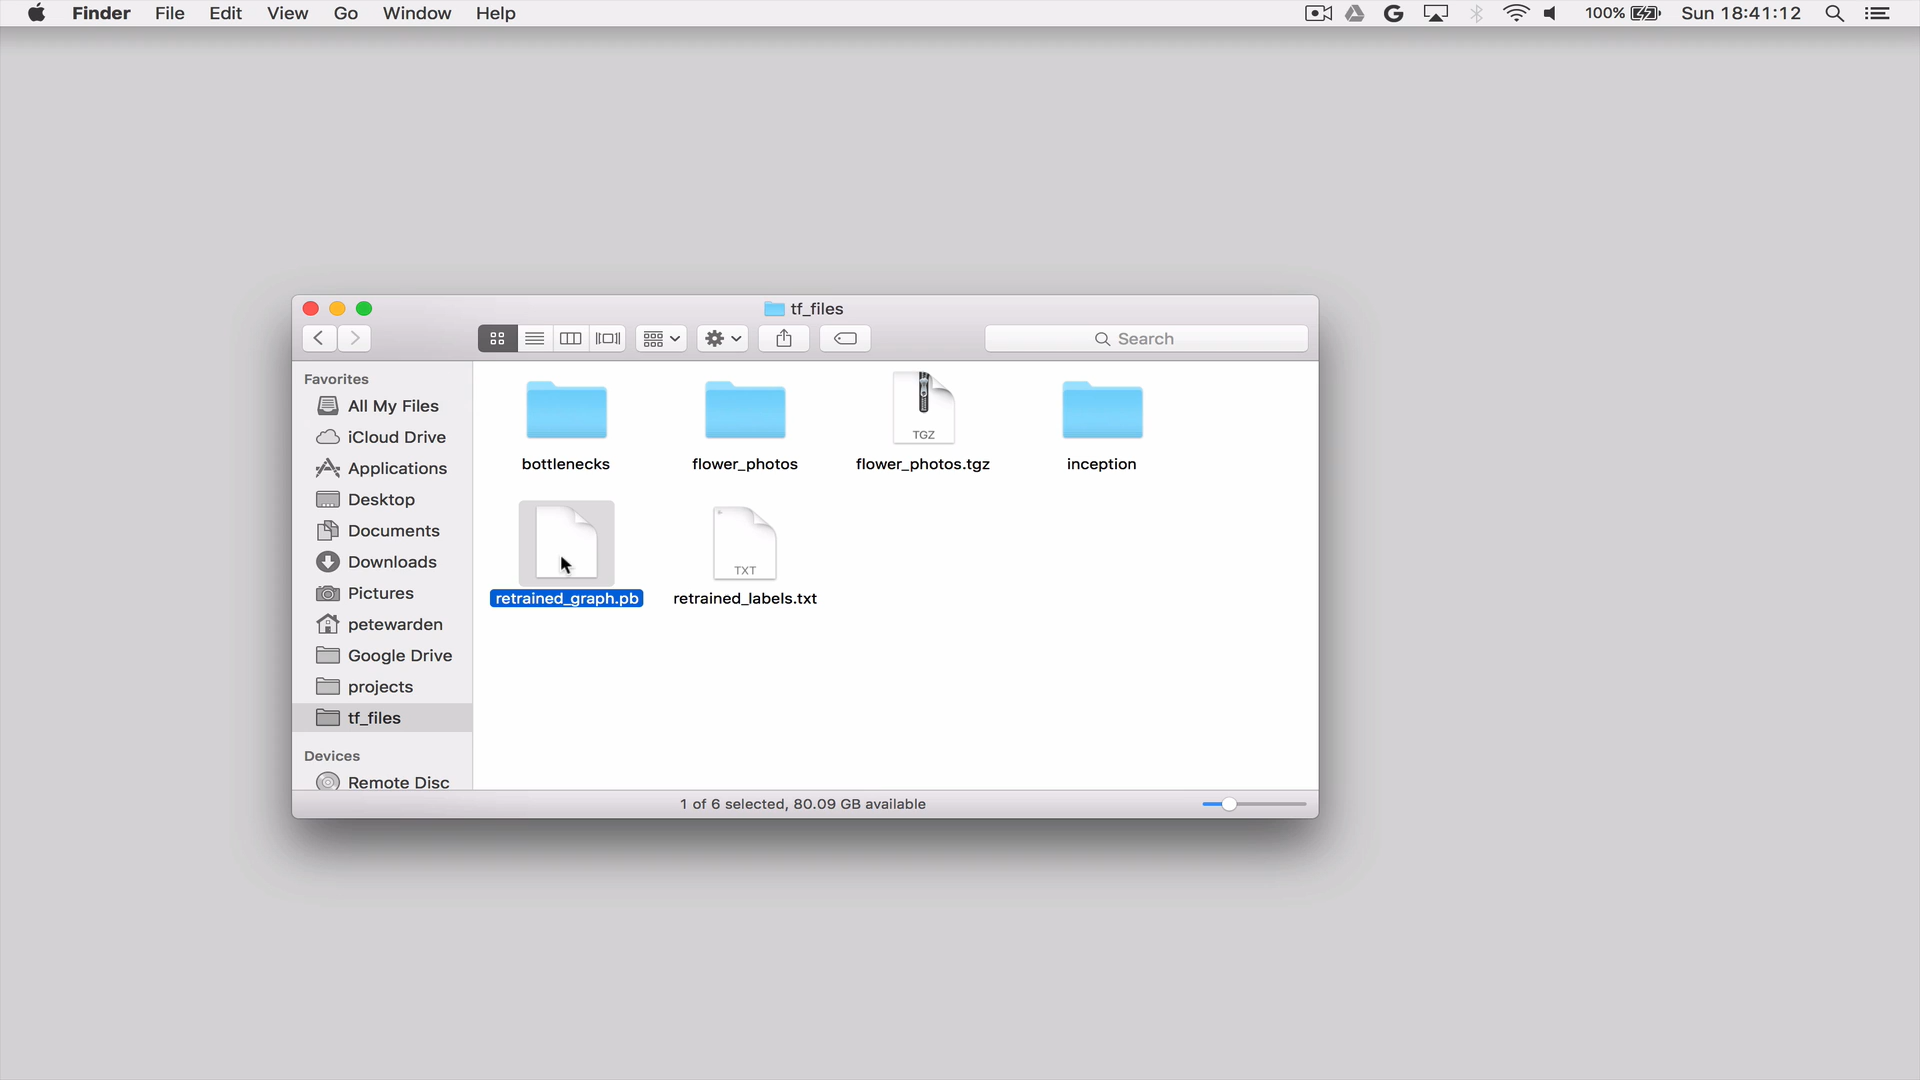 Finder File Edit View Go Window Help 100% Sun 18:41:12
tf_files
Search
Favorites
All My Files
iCloud Drive
Applications
Desktop
Documents
Downloads
Pictures
petewarden
Google Drive
projects
tf_files
Devices
Remote Disc
TGZ
bottlenecks flower_photos flower_photos.tgz inception
TXT
retrained_graph.pb retrained_labels.txt
1 of 6 selected, 80.09 GB available